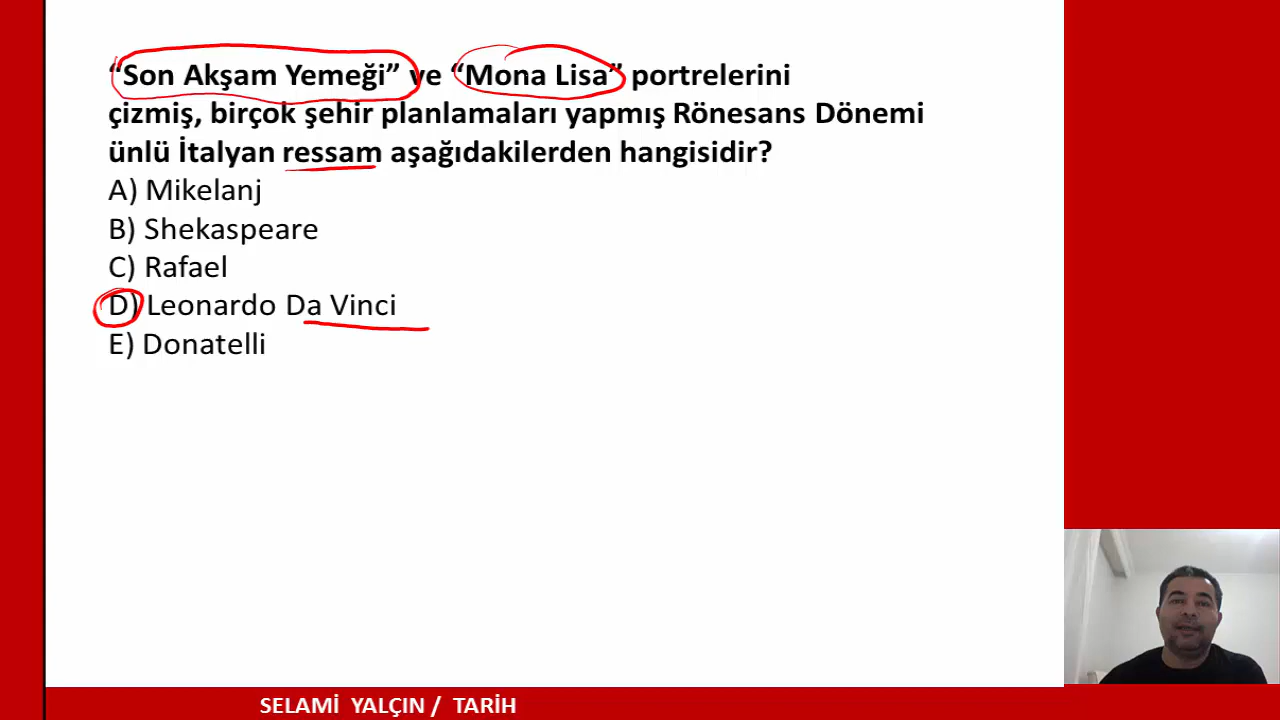 “Son Akşam Yemeği” ve “Mona Lisa” portrelerini
çizmiş, birçok şehir planlamaları yapmış Rönesans Dönemi
ünlü İtalyan ressam aşağıdakilerden hangisidir?
A) Mikelanj
B) Shekaspeare
C) Rafael
D) Leonardo Da Vinci
E) Donatelli
SELAMİ YALÇIN / TARİH